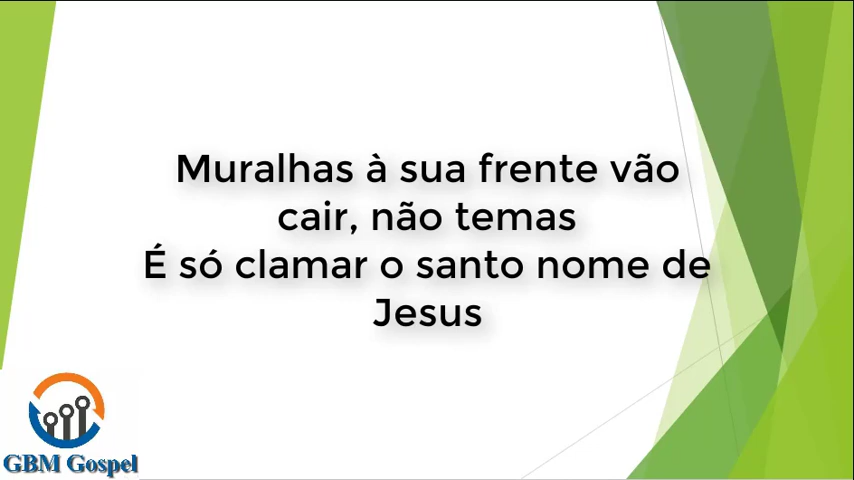 Muralhas à sua frente vão
cair, não temas
É só clamar o santo nome de
Jesus
GBM Gospel